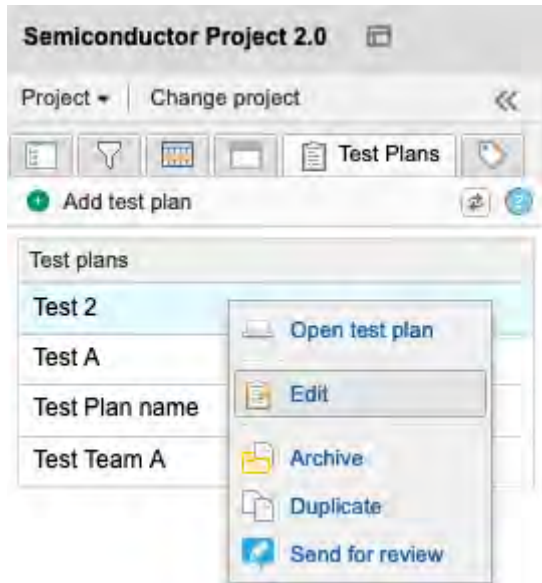 Semiconductor Project 2.0
Project Change project
Test Plans
Add test plan
Test plans
Test 2
Test A
Test Plan name
Test Team A
Open test plan
Edit
Archive
Duplicate
Send for review